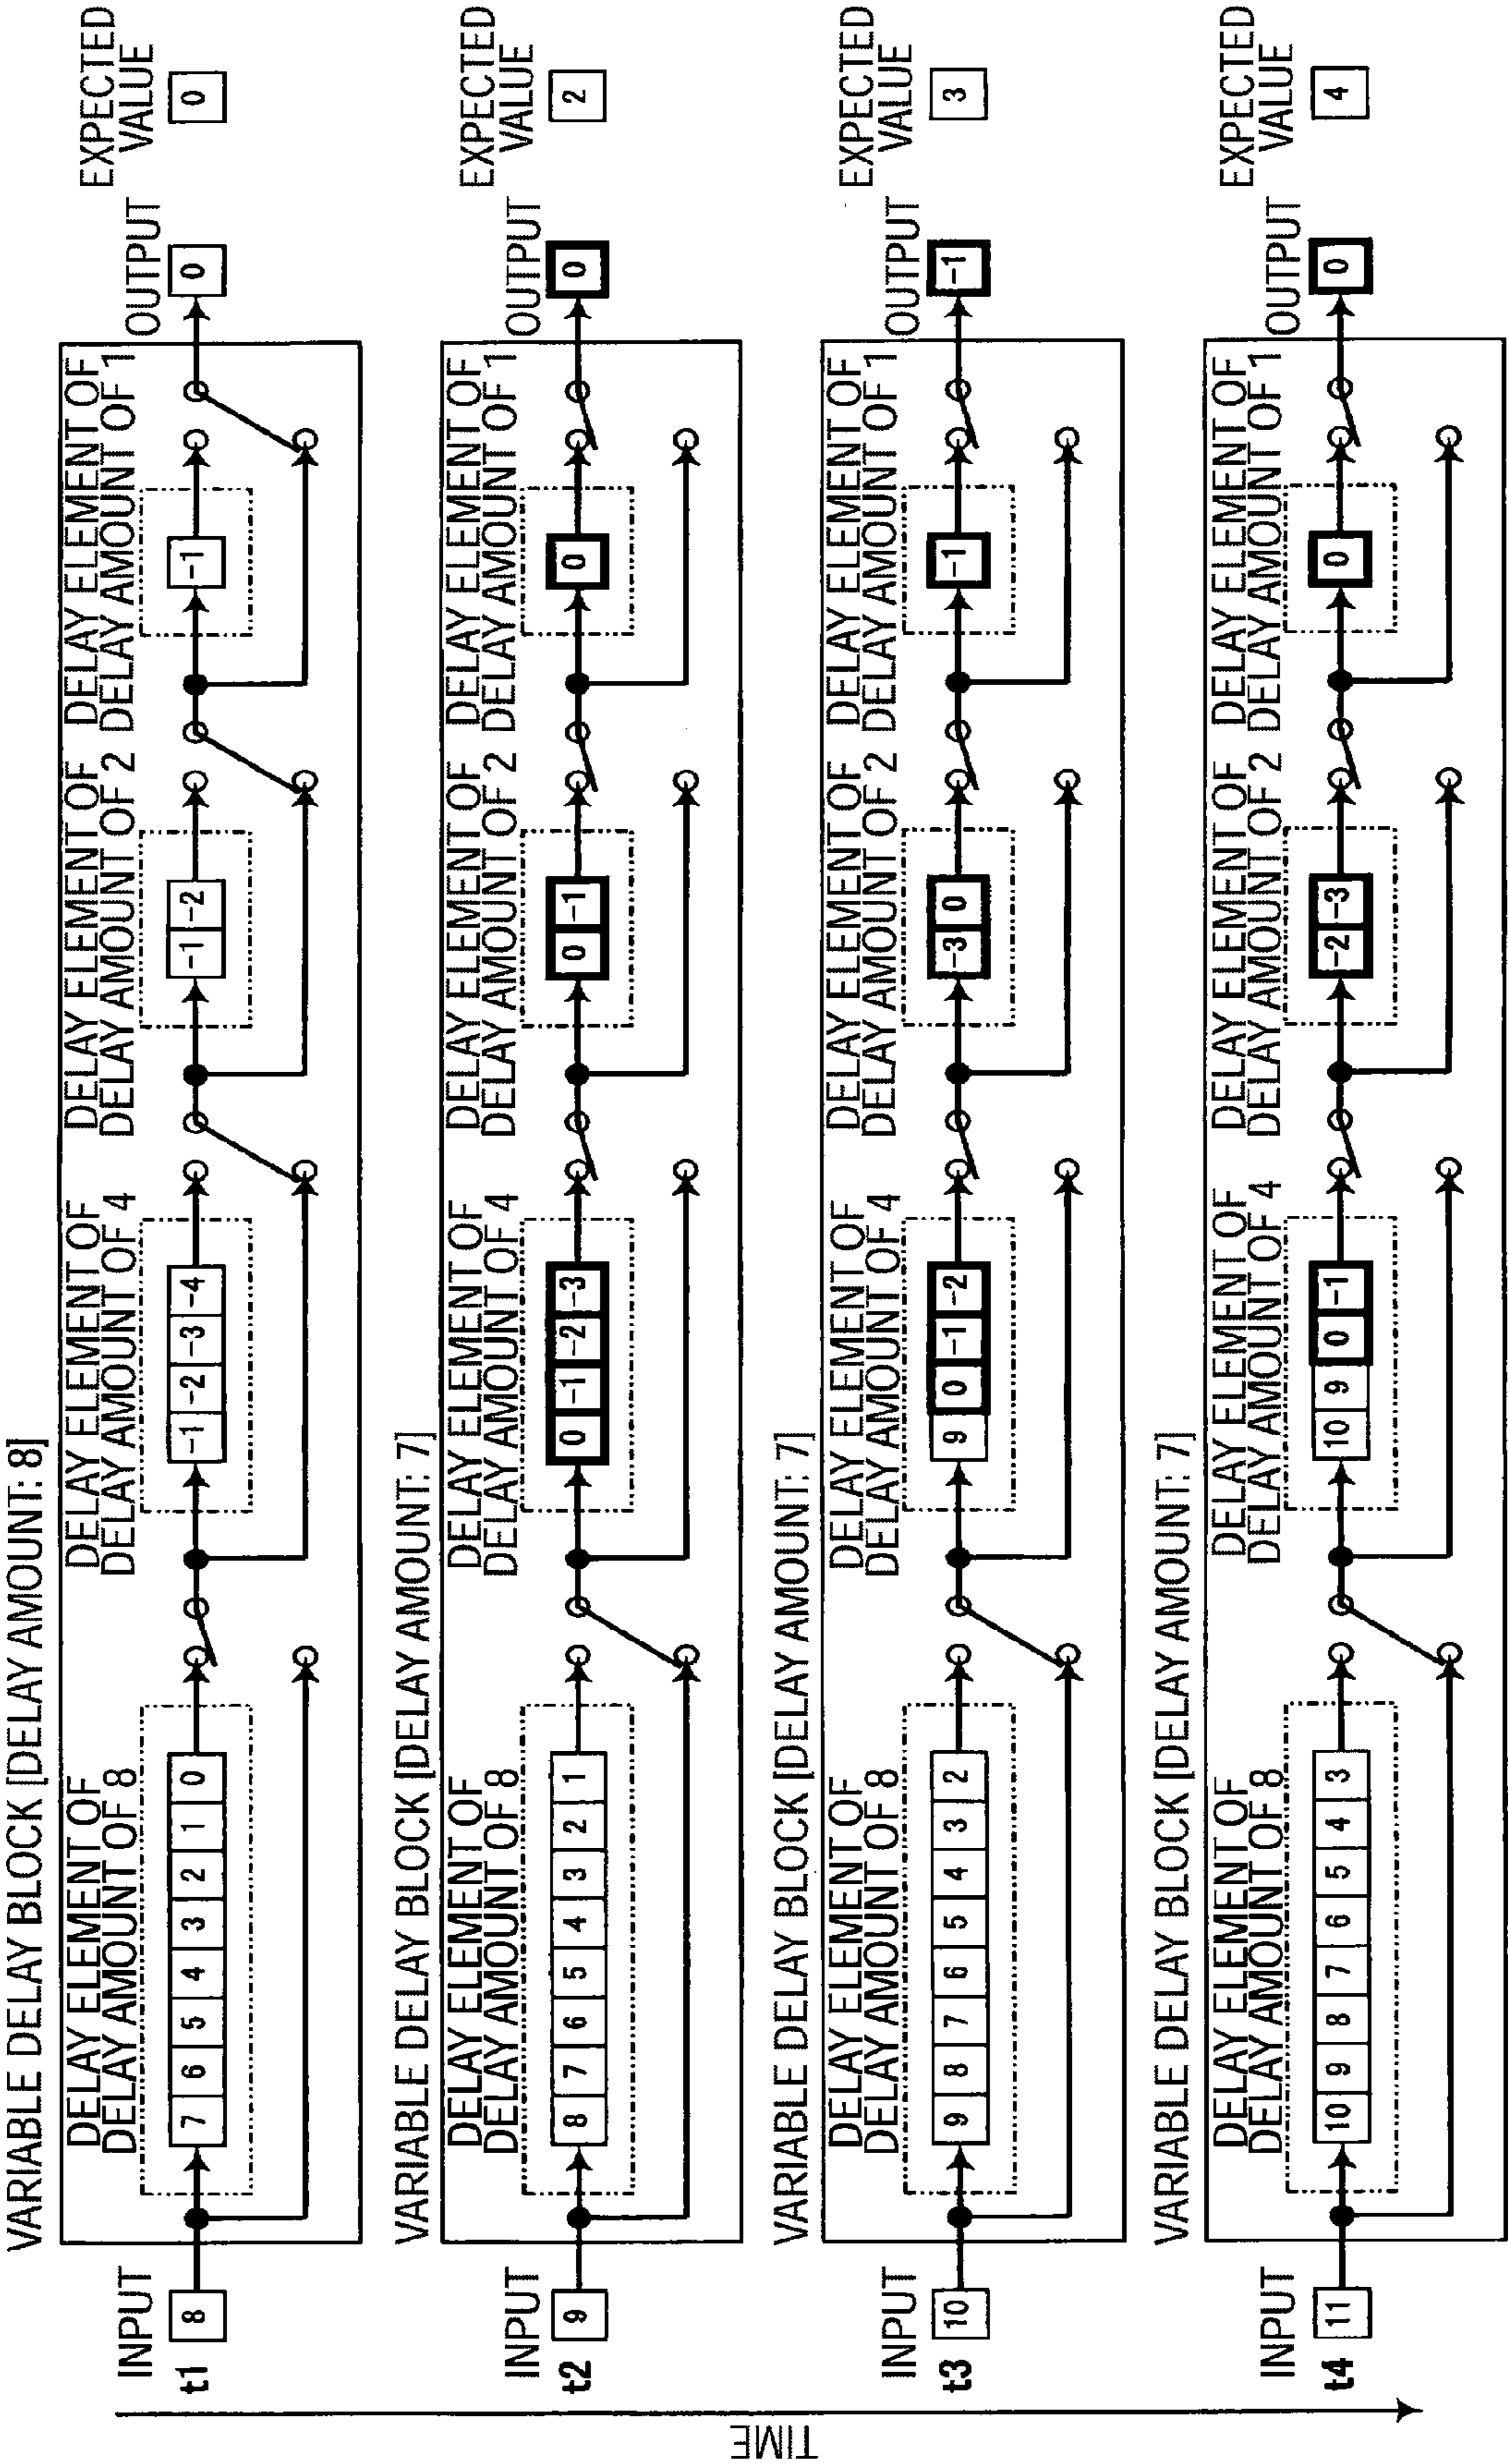 VARIABLE DELAY BLOCK [DELAY AMOUNT: 8]
DELAY ELEMENT OF
DELAY AMOUNT OF 8
DELAY ELEMENT OF
DELAY AMOUNT OF 4
DELAY ELEMENT OF
DELAY AMOUNT OF 2
DELAY ELEMENT OF
DELAY AMOUNT OF 1
INPUT
t1
8
7 6 5 4 3 2 1 0
-1 -2 -3 -4
-1 -2
-1
OUTPUT
0
EXPECTED
VALUE
0
VARIABLE DELAY BLOCK [DELAY AMOUNT: 7]
DELAY ELEMENT OF
DELAY AMOUNT OF 8
DELAY ELEMENT OF
DELAY AMOUNT OF 4
DELAY ELEMENT OF
DELAY AMOUNT OF 2
DELAY ELEMENT OF
DELAY AMOUNT OF 1
INPUT
t2
9
8 7 6 5 4 3 2 1
0 -1 -2 -3
0 -1
0
OUTPUT
0
EXPECTED
VALUE
2
VARIABLE DELAY BLOCK [DELAY AMOUNT: 7]
DELAY ELEMENT OF
DELAY AMOUNT OF 8
DELAY ELEMENT OF
DELAY AMOUNT OF 4
DELAY ELEMENT OF
DELAY AMOUNT OF 2
DELAY ELEMENT OF
DELAY AMOUNT OF 1
INPUT
t3
10
9 8 7 6 5 4 3 2
9 0 -1 -2
-3 0
-1
OUTPUT
-1
EXPECTED
VALUE
3
VARIABLE DELAY BLOCK [DELAY AMOUNT: 7]
DELAY ELEMENT OF
DELAY AMOUNT OF 8
DELAY ELEMENT OF
DELAY AMOUNT OF 4
DELAY ELEMENT OF
DELAY AMOUNT OF 2
DELAY ELEMENT OF
DELAY AMOUNT OF 1
INPUT
t4
11
10 9 8 7 6 5 4 3
10 9 0 -1
-2 -3
0
OUTPUT
0
EXPECTED
VALUE
4
TIME